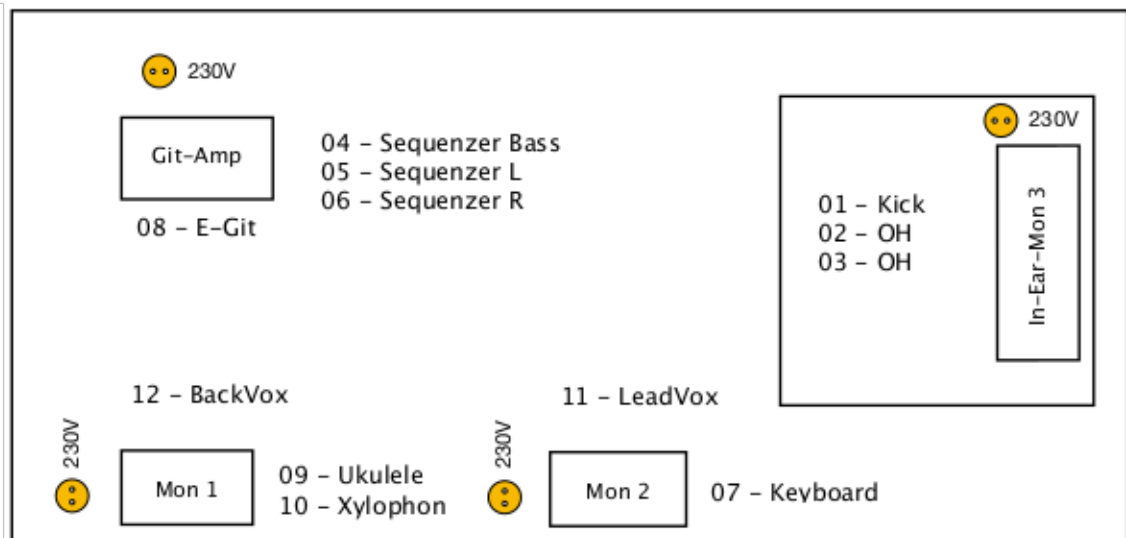 230V
Git-Amp
04 – Sequenzer Bass
05 – Sequenzer L
06 – Sequenzer R
08 – E-Git
230V
01 – Kick
02 – OH
03 – OH
In-Ear-Mon 3
12 – BackVox
11 – LeadVox
230V
Mon 1
09 – Ukulele
10 – Xylophon
230V
Mon 2
07 – Keyboard